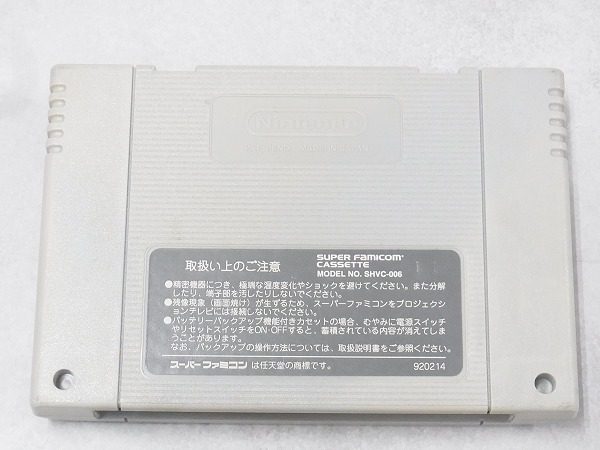 Nintendo
MADE IN JAPAN
取扱い上のご注意
SUPER FAMICOM
CASSETTE
MODEL NO. SHVC-006
●精密機器につき、極端な温度変化やショックを避けてください。また分解
したり、端子部を汚したりしないでください。
●残像現象（画面焼け）が生ずるため、スーパーファミコンをプロジェクシ
ョンテレビには接続しないでください。
●バッテリーバックアップ機能付きカセットの場合、むやみに電源スイッチ
やリセットスイッチをON・OFFすると、蓄積されている内容が消えてしま
うことがあります。
なお、バックアップの操作方法については、取扱説明書をご参照ください。
スーパーファミコン は任天堂の商標です。
920214